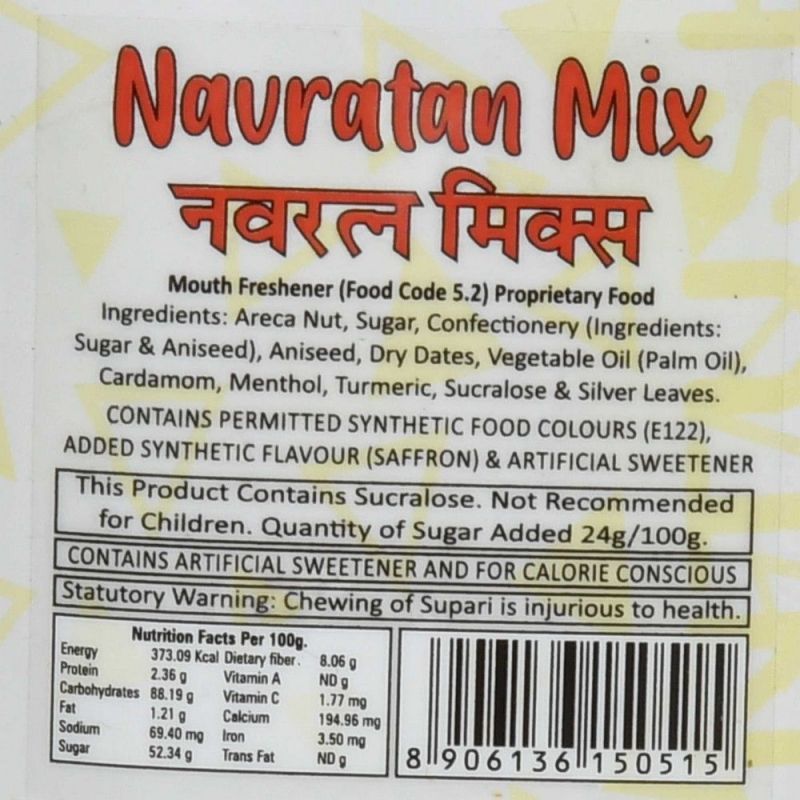 Navratan Mix
नवरत्न मिक्स
Mouth Freshener (Food Code 5.2) Proprietary Food
Ingredients: Areca Nut, Sugar, Confectionery (Ingredients:
Sugar & Aniseed), Aniseed, Dry Dates, Vegetable Oil (Palm Oil),
Cardamom, Menthol, Turmeric, Sucralose & Silver Leaves.
CONTAINS PERMITTED SYNTHETIC FOOD COLOURS (E122),
ADDED SYNTHETIC FLAVOUR (SAFFRON) & ARTIFICIAL SWEETENER
This Product Contains Sucralose. Not Recommended
for Children. Quantity of Sugar Added 24g/100g.
CONTAINS ARTIFICIAL SWEETENER AND FOR CALORIE CONSCIOUS
Statutory Warning: Chewing of Supari is injurious to health.
Nutrition Facts Per 100g.
Energy 373.09 Kcal Dietary fiber. 8.06 g
Protein 2.36 g Vitamin A ND g
Carbohydrates 88.19 g Vitamin C 1.77 mg
Fat 1.21 g Calcium 194.96 mg
Sodium 69.40 mg Iron 3.50 mg
Sugar 52.34 g Trans Fat ND g
8 906136 150515